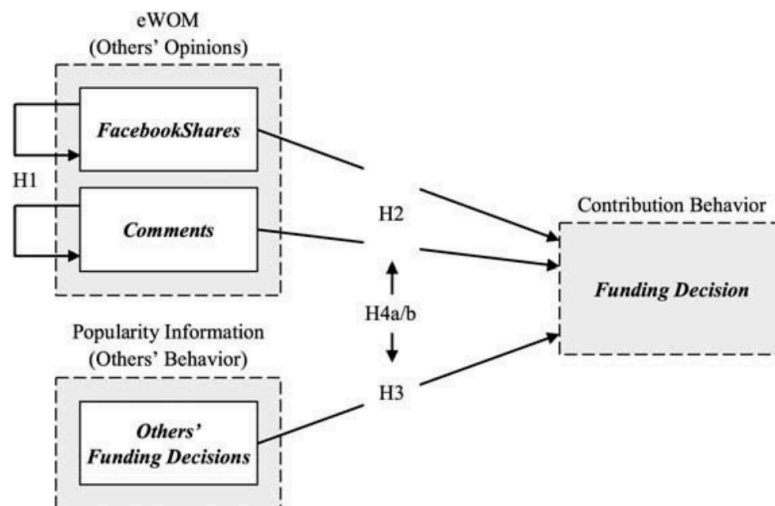 eWOM
(Others' Opinions)
FacebookShares
H1
Comments
H2
Contribution Behavior
Funding Decision
H4a/b
Popularity Information
(Others' Behavior)
H3
Others'
Funding Decisions